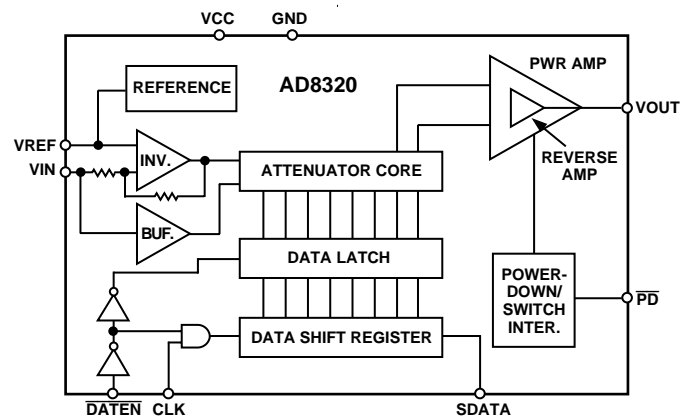 VCC
GND
AD8320
REFERENCE
PWR AMP
VOUT
REVERSE
AMP
VREF
VIN
INV.
ATTENUATOR CORE
BUF.
DATA LATCH
POWER-
DOWN/
SWITCH
INTER.
PD
DATA SHIFT REGISTER
DATEN
CLK
SDATA